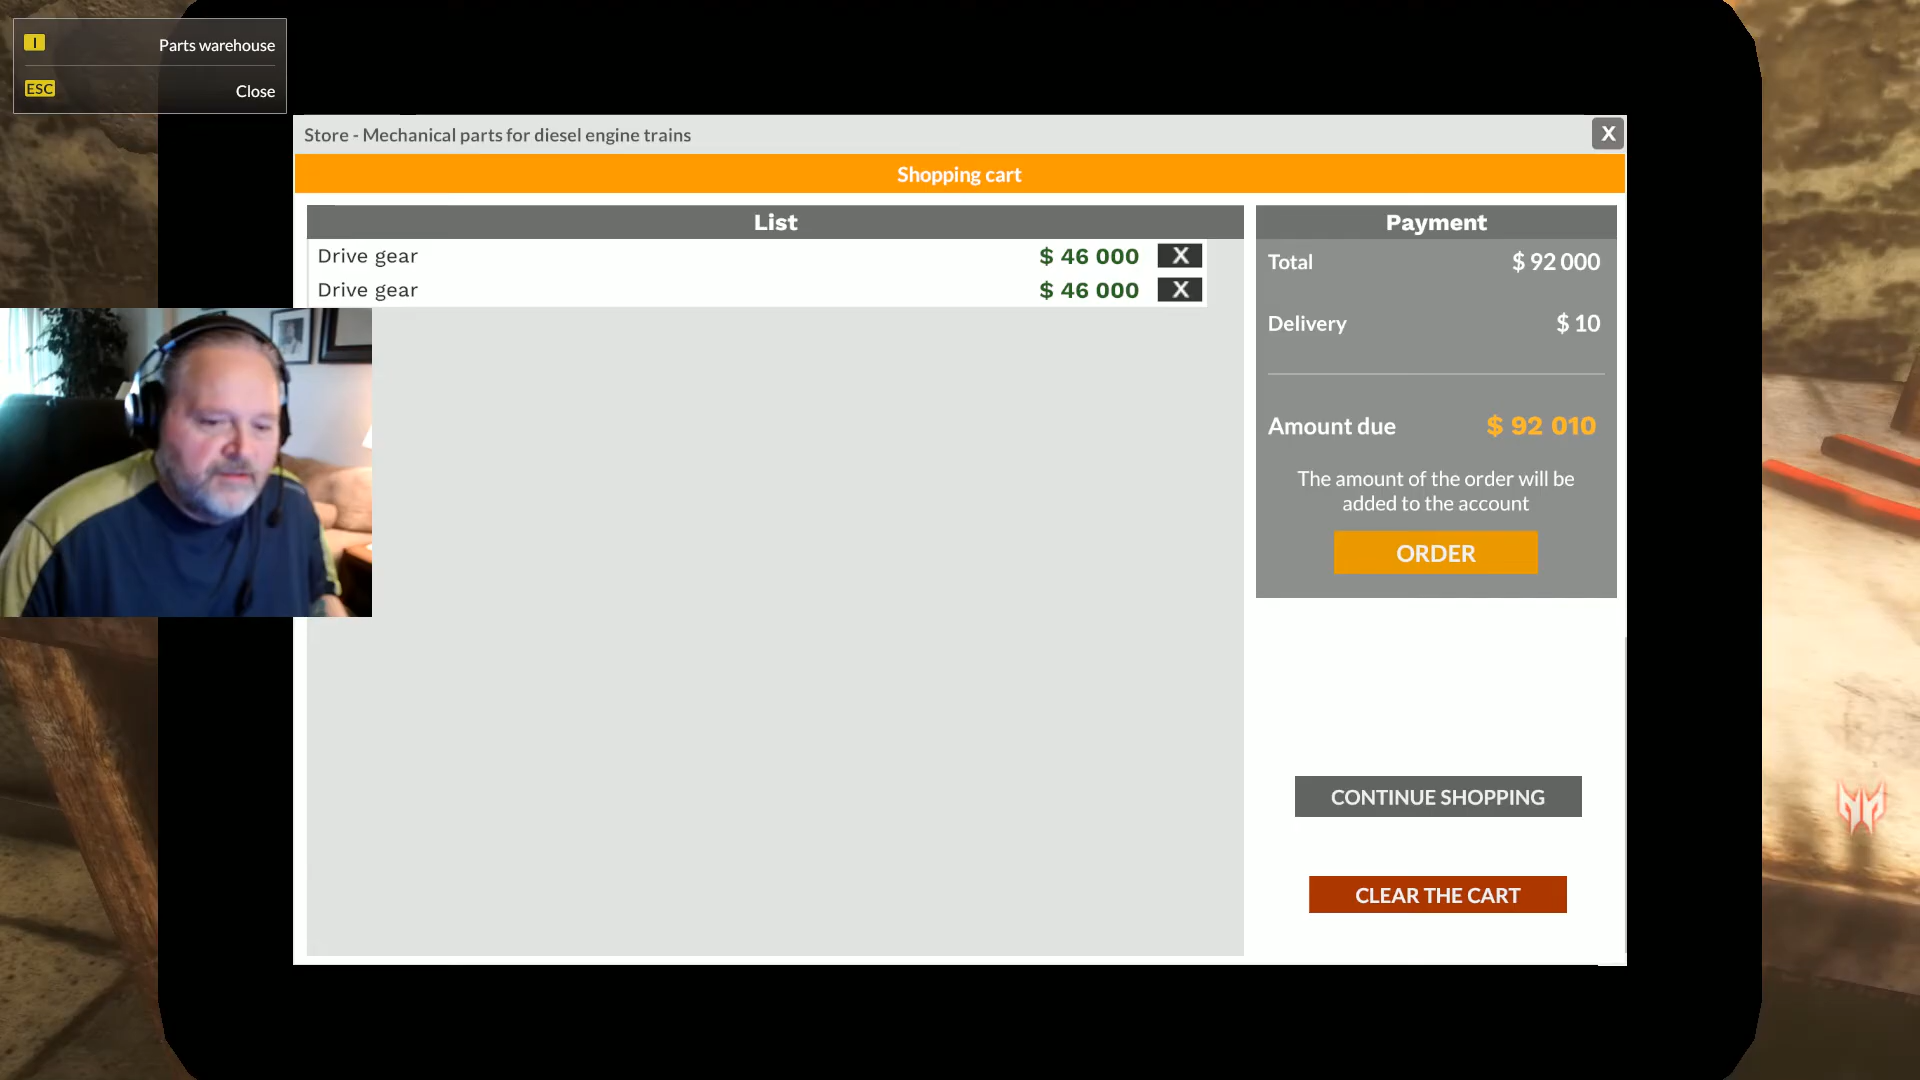 I Parts warehouse
ESC Close
Store - Mechanical parts for diesel engine trains X
Shopping cart
List
Drive gear $ 46 000 X
Drive gear $ 46 000 X
Payment
Total $ 92 000
Delivery $ 10
Amount due $ 92 010
The amount of the order will be
added to the account
ORDER
CONTINUE SHOPPING
CLEAR THE CART